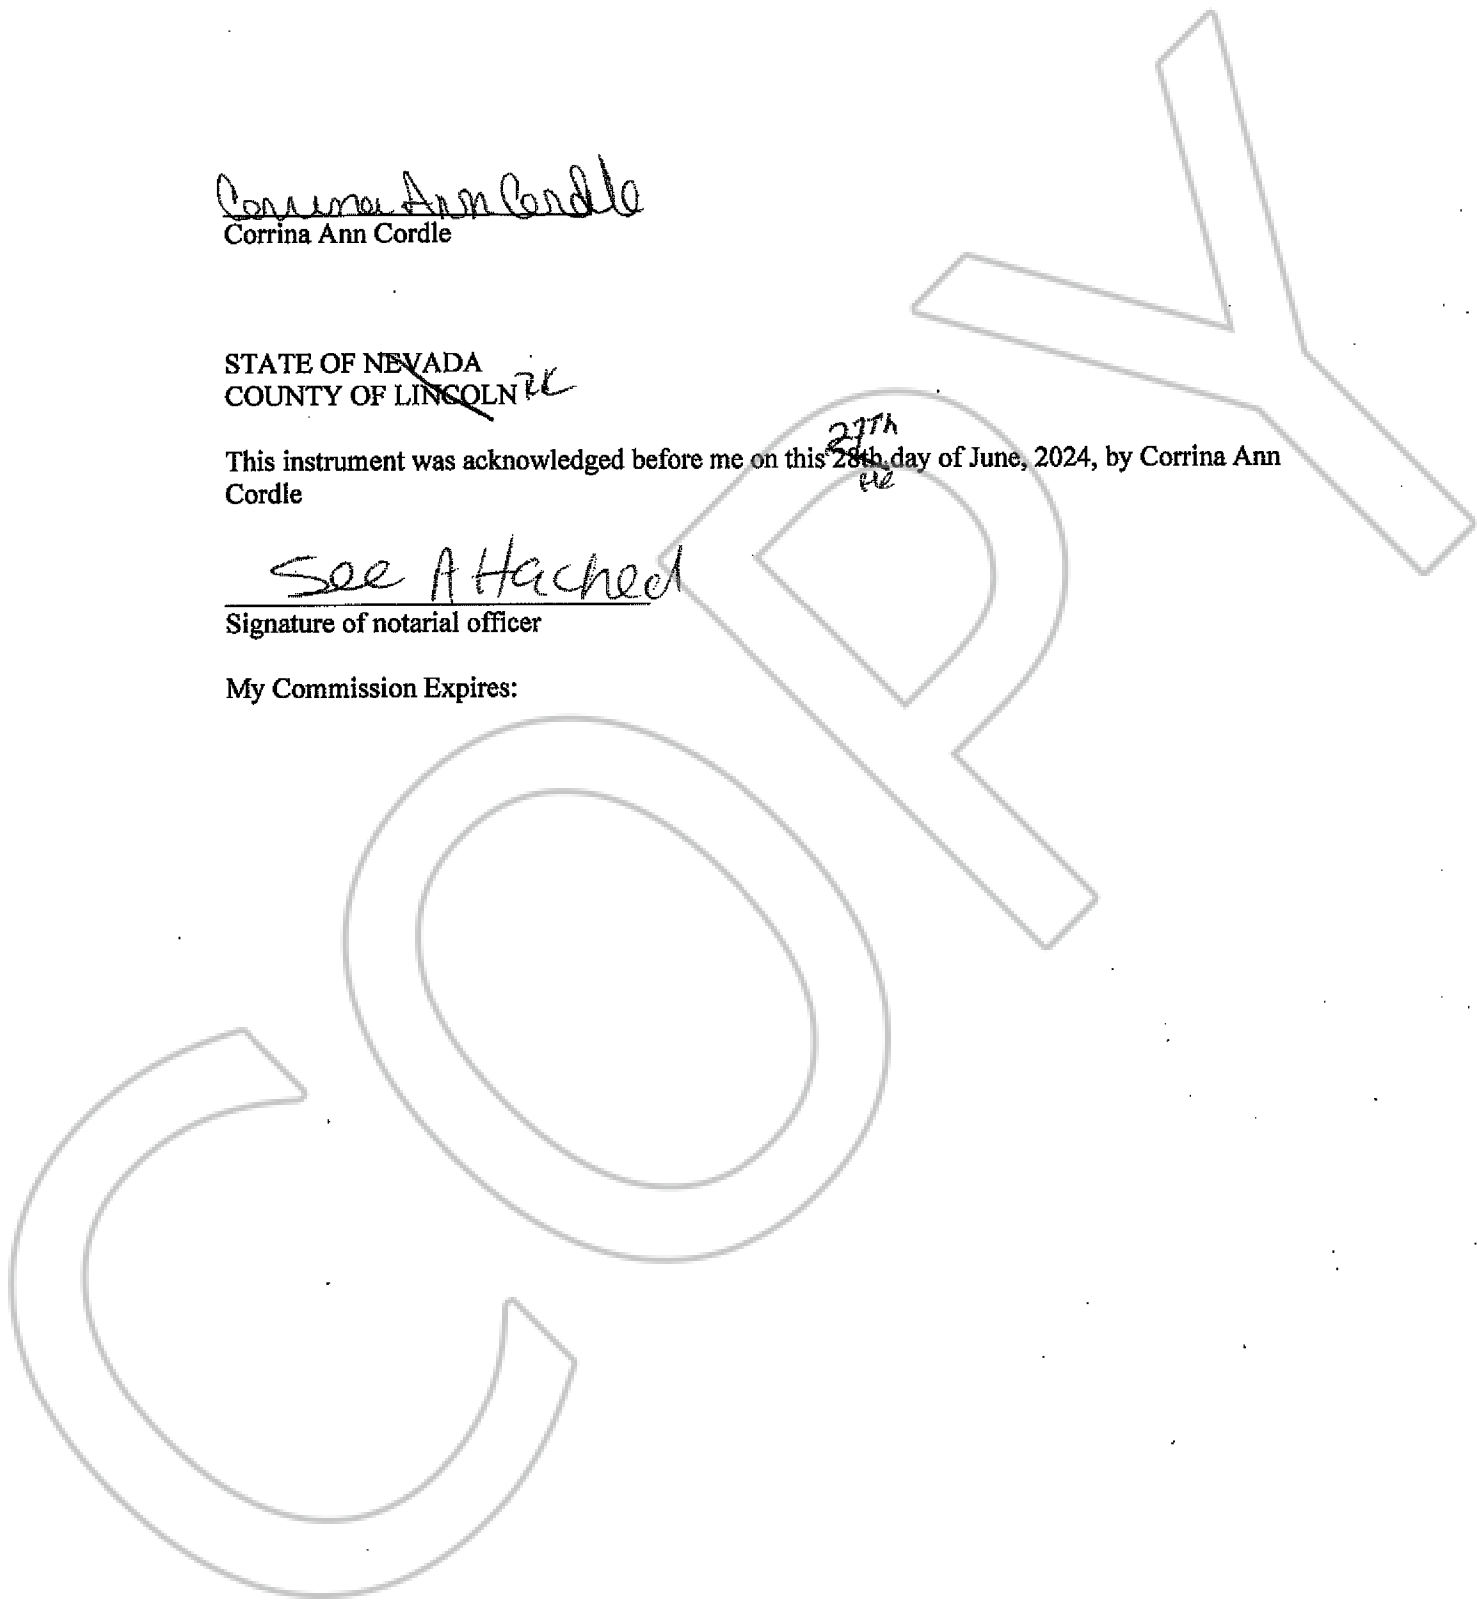 Corrina Ann Cordle
Corrina Ann Cordle
STATE OF NEVADA
COUNTY OF LINCOLN
27Th
This instrument was acknowledged before me on this 28th day of June, 2024, by Corrina Ann
Cordle
See Attached
Signature of notarial officer
My Commission Expires:
COPY